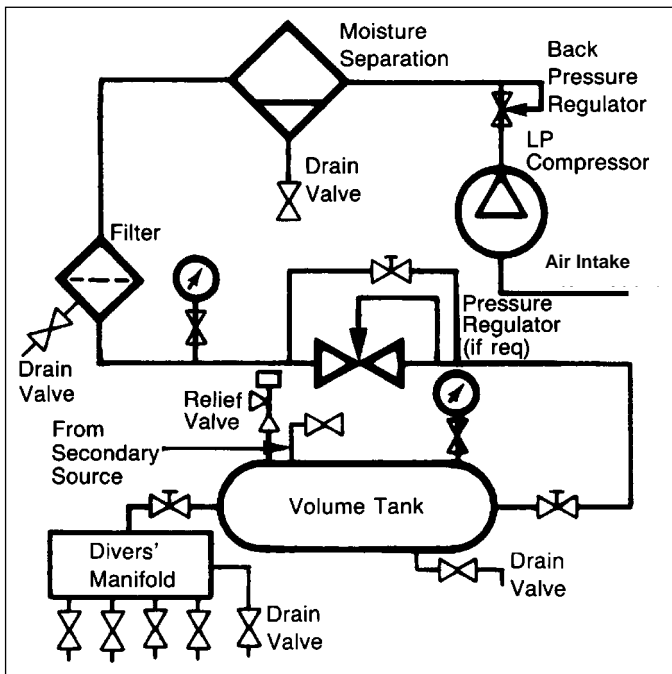 Moisture
Separation
Back
Pressure
Regulator
LP
Compressor
Drain
Valve
Filter
Air Intake
Pressure
Regulator
(if req)
Drain
Valve
Relief
Valve
From
Secondary
Source
Volume Tank
Divers'
Manifold
Drain
Valve
Drain
Valve